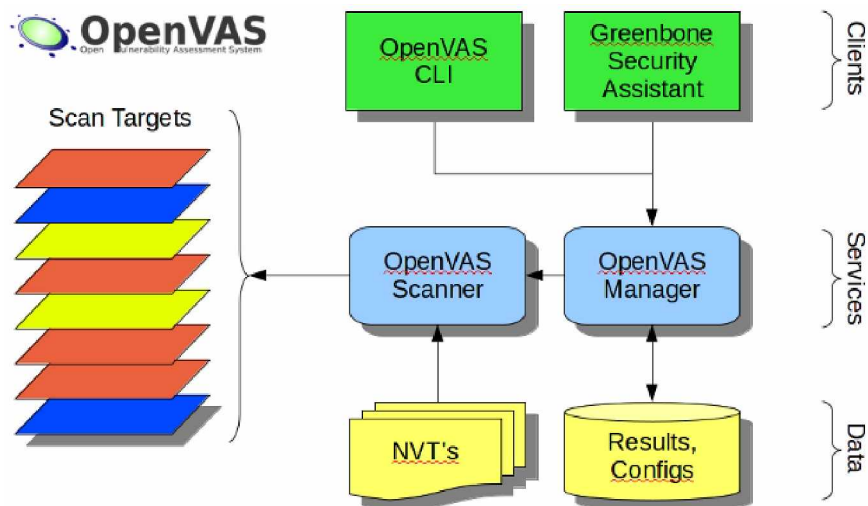 OpenVAS
Open Vulnerability Assessment System
OpenVAS
CLI
Greenbone
Security
Assistant
Clients
Scan Targets
OpenVAS
Scanner
OpenVAS
Manager
Services
NVT's
Results,
Configs
Data